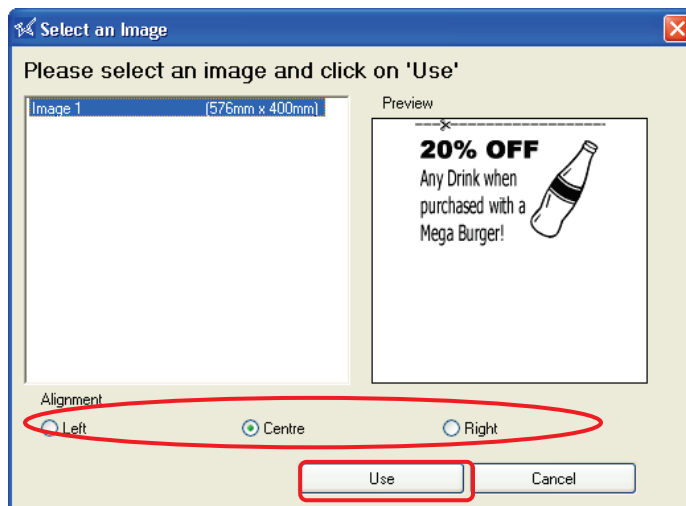 Select an Image
Please select an image and click on 'Use'
Image 1 (576mm x 400mm)
Preview
20% OFF
Any Drink when
purchased with a
Mega Burger!
Alignment
Left Centre Right
Use Cancel